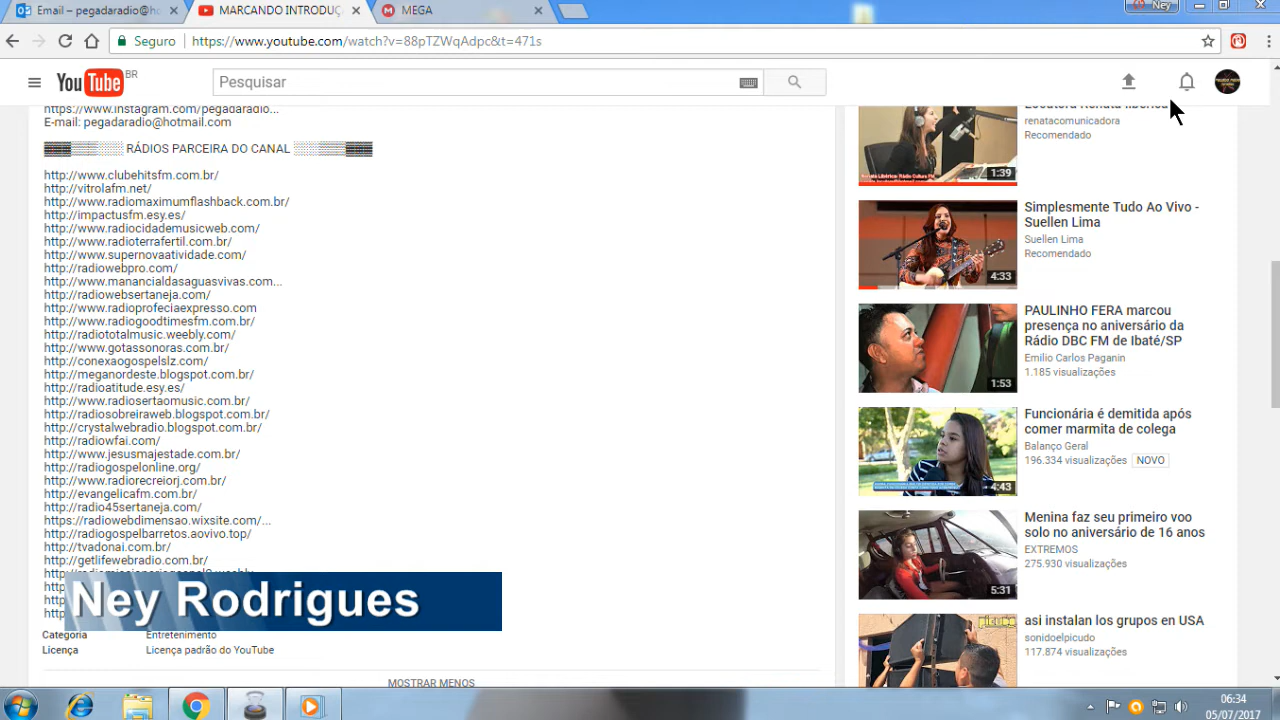 Email – pegadaradio@h
MARCANDO INTRODUÇ
MEGA
Ney
Seguro
https://www.youtube.com/watch?v=88pTZWqAdpc&t=471s
YouTube BR
Pesquisar
https://www.instagram.com/pegadaradio...
E-mail: pegadaradio@hotmail.com
▓▓▓▒▒▒░░░ RÁDIOS PARCEIRA DO CANAL ░░░▒▒▒▓▓▓
http://www.clubehitsfm.com.br/
http://vitrolafm.net/
http://www.radiomaximumflashback.com.br/
http://impactusfm.esy.es/
http://www.radiocidademusicweb.com/
http://www.radioterrafertil.com.br/
http://www.supernovaatividade.com/
http://radiowebpro.com/
http://www.manancialdasaguasvivas.com...
http://radiowebsertaneja.com/
http://www.radioprofeciaexpresso.com
http://www.radiogoodtimesfm.com.br/
http://radiototalmusic.weebly.com/
http://www.gotassonoras.com.br/
http://conexaogospelslz.com/
http://meganordeste.blogspot.com.br/
http://radioatitude.esy.es/
http://www.radiosertaomusic.com.br/
http://radiosobreiraweb.blogspot.com.br/
http://crystalwebradio.blogspot.com.br/
http://radiowfai.com/
http://www.jesusmajestade.com.br/
http://radiogospelonline.org/
http://www.radiorecreiorj.com.br/
http://evangelicafm.com.br/
http://radio45sertaneja.com/
https://radiowebdimensao.wixsite.com/...
http://radiogospelbarretos.aovivo.top/
http://tvadonai.com.br/
http://getlifewebradio.com.br/
Ney Rodrigues
Categoria Entretenimento
Licença Licença padrão do YouTube
MOSTRAR MENOS
renatacomunicadora
Recomendado
1:39
Simplesmente Tudo Ao Vivo -
Suellen Lima
Suellen Lima
Recomendado
4:33
PAULINHO FERA marcou
presença no aniversário da
Rádio DBC FM de Ibaté/SP
Emilio Carlos Paganin
1.185 visualizações
1:53
Funcionária é demitida após
comer marmita de colega
Balanço Geral
196.334 visualizações NOVO
4:43
Menina faz seu primeiro voo
solo no aniversário de 16 anos
EXTREMOS
275.930 visualizações
5:31
asi instalan los grupos en USA
sonidoelpicudo
117.874 visualizações
06:34
05/07/2017